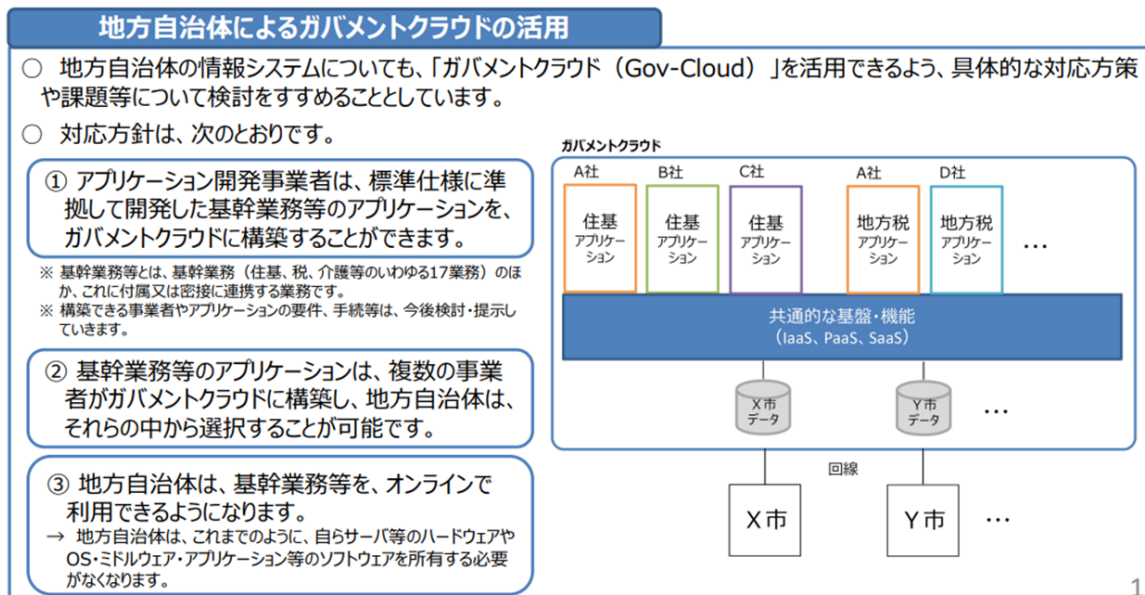 地方自治体によるガバメントクラウドの活用
○ 地方自治体の情報システムについても、「ガバメントクラウド（Gov-Cloud）」を活用できるよう、具体的な対応方策
や課題等について検討をすすめることとしています。
○ 対応方針は、次のとおりです。
① アプリケーション開発事業者は、標準仕様に準
拠して開発した基幹業務等のアプリケーションを、
ガバメントクラウドに構築することができます。
※ 基幹業務等とは、基幹業務（住基、税、介護等のいわゆる17業務）のほ
か、これに付属又は密接に連携する業務です。
※ 構築できる事業者やアプリケーションの要件、手続等は、今後検討・提示し
ていきます。
② 基幹業務等のアプリケーションは、複数の事業
者がガバメントクラウドに構築し、地方自治体は、
それらの中から選択することが可能です。
③ 地方自治体は、基幹業務等を、オンラインで
利用できるようになります。
→ 地方自治体は、これまでのように、自らサーバ等のハードウェアや
OS・ミドルウェア・アプリケーション等のソフトウェアを所有する必要
がなくなります。
ガバメントクラウド
A社 B社 C社 A社 D社
住基 住基 住基 地方税 地方税
アプリケー アプリケー アプリケー アプリケー アプリケー
ション ション ション ション ション
…
共通的な基盤・機能
（IaaS、PaaS、SaaS）
X市 Y市
データ データ
…
回線
X市 Y市 …
1